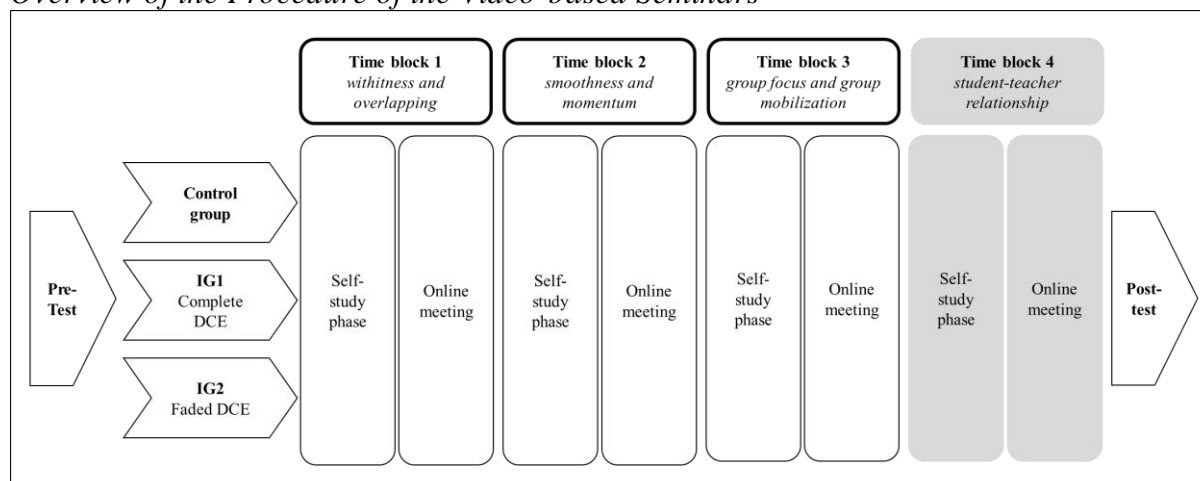 Overview of the Procedure of the Video-based Seminars
Time block 1
withitness and
overlapping
Time block 2
smoothness and
momentum
Time block 3
group focus and group
mobilization
Time block 4
student-teacher
relationship
Pre-
Test
Control
group
IG1
Complete
DCE
IG2
Faded DCE
Self-
study
phase
Online
meeting
Self-
study
phase
Online
meeting
Self-
study
phase
Online
meeting
Self-
study
phase
Online
meeting
Post-
test